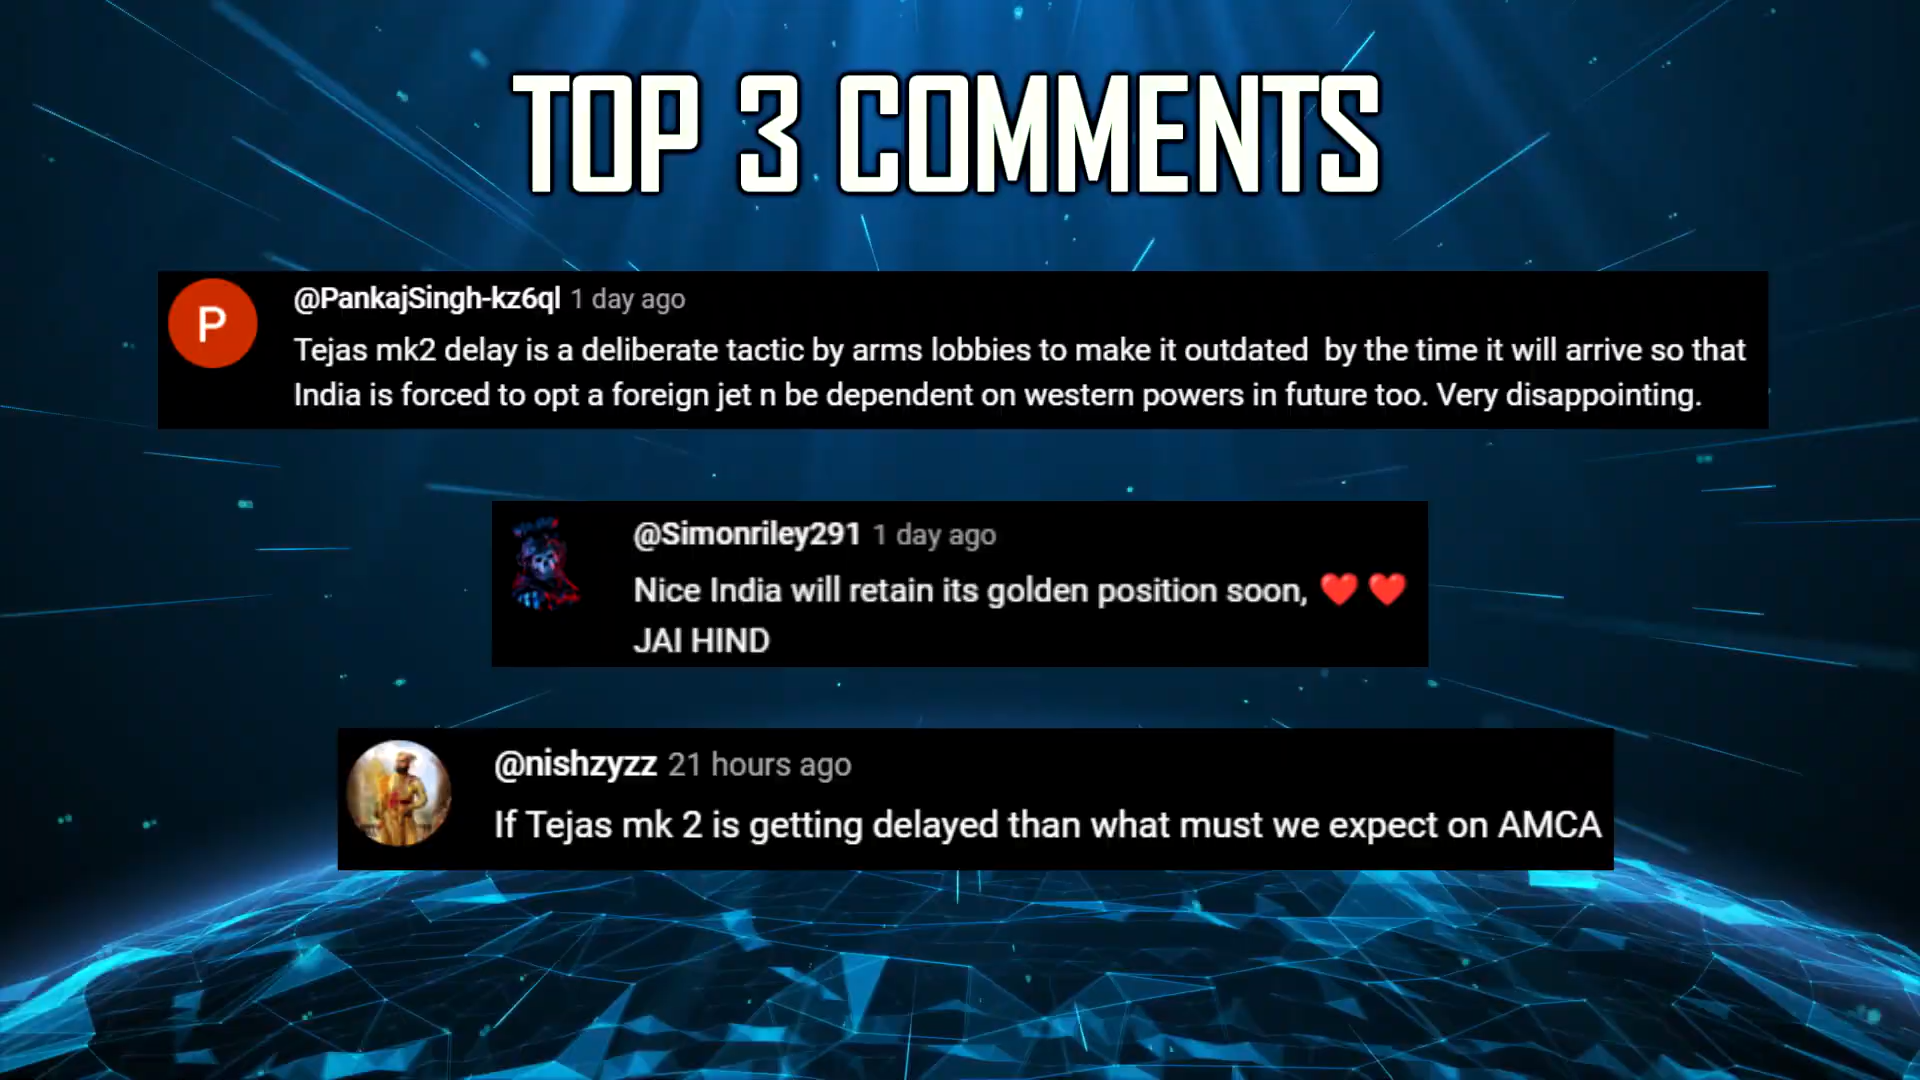 TOP 3 COMMENTS
P
@PankajSingh-kz6ql 1 day ago
Tejas mk2 delay is a deliberate tactic by arms lobbies to make it outdated  by the time it will arrive so that
India is forced to opt a foreign jet n be dependent on western powers in future too. Very disappointing.
@Simonriley291 1 day ago
Nice India will retain its golden position soon, ❤️ ❤️
JAI HIND
@nishzyzz 21 hours ago
If Tejas mk 2 is getting delayed than what must we expect on AMCA